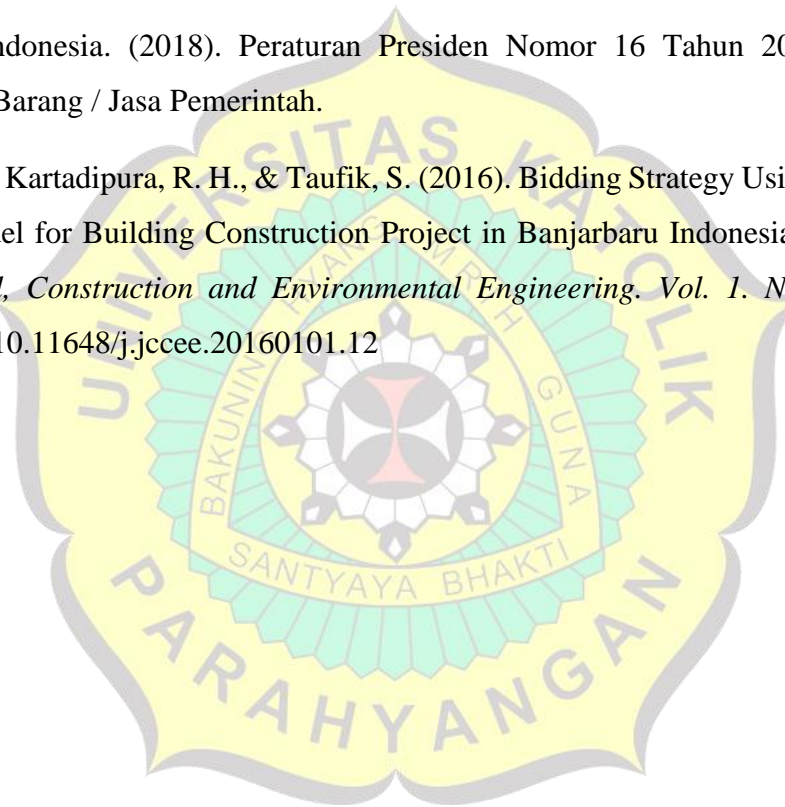 ndonesia. (2018). Peraturan Presiden Nomor 16 Tahun 20
Barang / Jasa Pemerintah.
Kartadipura, R. H., & Taufik, S. (2016). Bidding Strategy Usi
el for Building Construction Project in Banjarbaru Indonesia
l, Construction and Environmental Engineering. Vol. 1. N
10.11648/j.jccee.20160101.12
UNIVERSITAS KATOLIK
PARAHYANGAN
BAKUNING HYANG MRIH GUNA
SANTYAYA BHAKTI